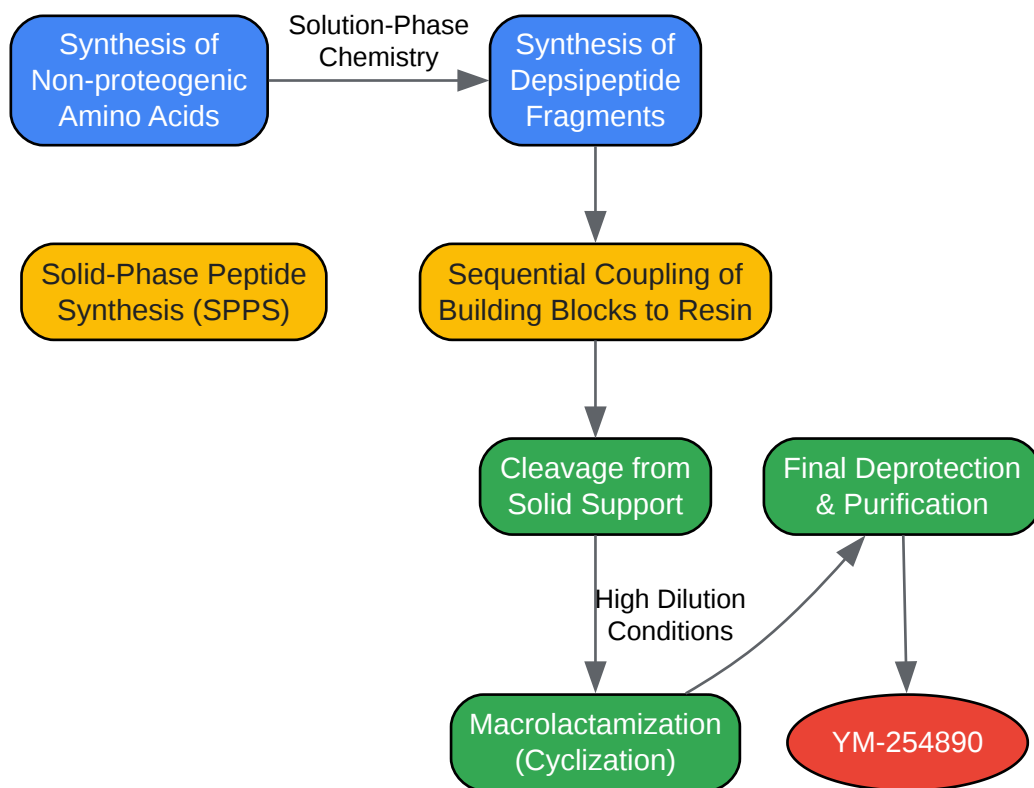 Synthesis of
Non-proteogenic
Amino Acids
Solution-Phase
Chemistry
Synthesis of
Depsipeptide
Fragments
Solid-Phase Peptide
Synthesis (SPPS)
Sequential Coupling of
Building Blocks to Resin
Cleavage from
Solid Support
Final Deprotection
& Purification
High Dilution
Conditions
Macrolactamization
(Cyclization)
YM-254890